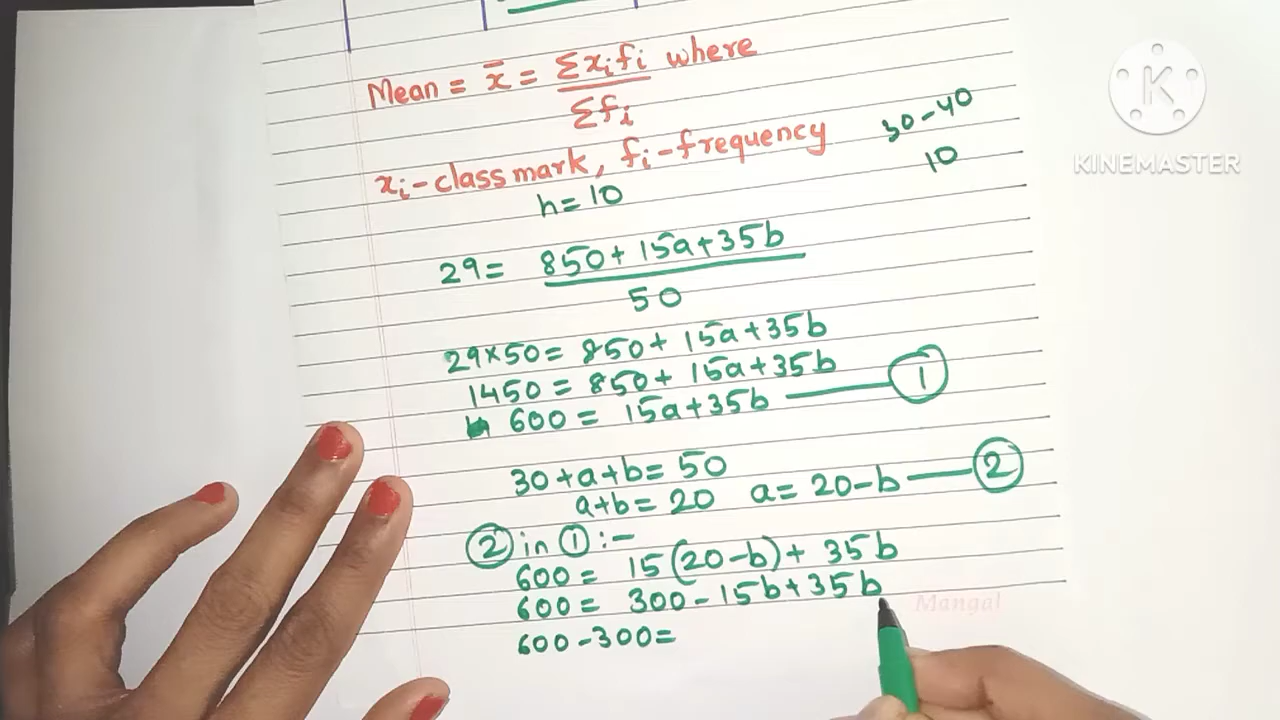 Mean = x̄ = Σxifi where
Σfi
xi-class mark, fi-frequency
30-40
10
h=10
KINEMASTER
29= 850+15a+35b
50
29×50= 850+ 15a+35b
1450 = 850+ 15a+35b
600 = 15a+35b 1
30+a+b= 50
a+b= 20 a= 20-b 2
2 in 1 :-
600= 15(20-b)+ 35b
600= 300-15b+35b
Mangal
600-300=